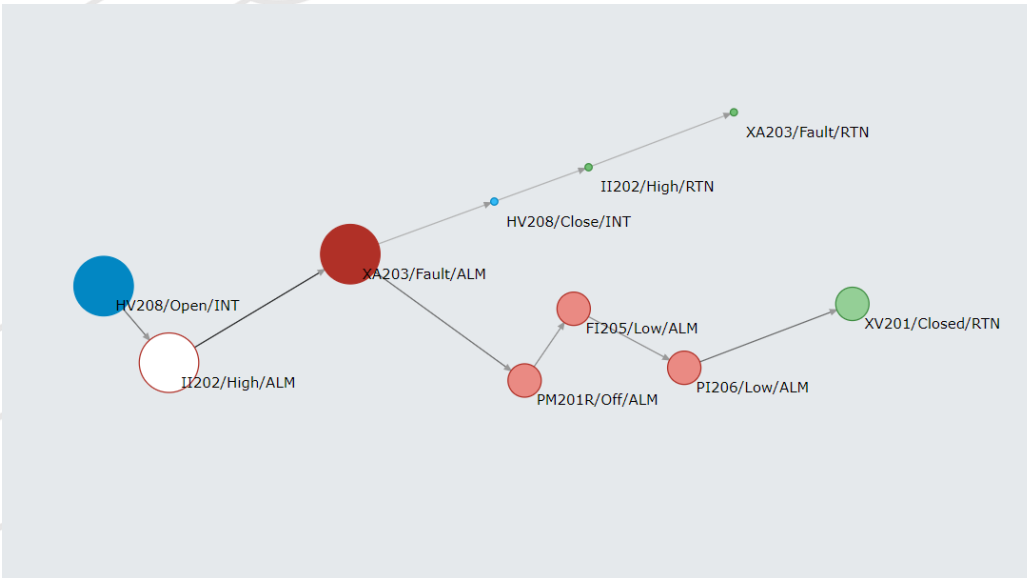 XA203/Fault/RTN
II202/High/RTN
HV208/Close/INT
XA203/Fault/ALM
HV208/Open/INT
II202/High/ALM
FI205/Low/ALM
XV201/Closed/RTN
PI206/Low/ALM
PM201R/Off/ALM